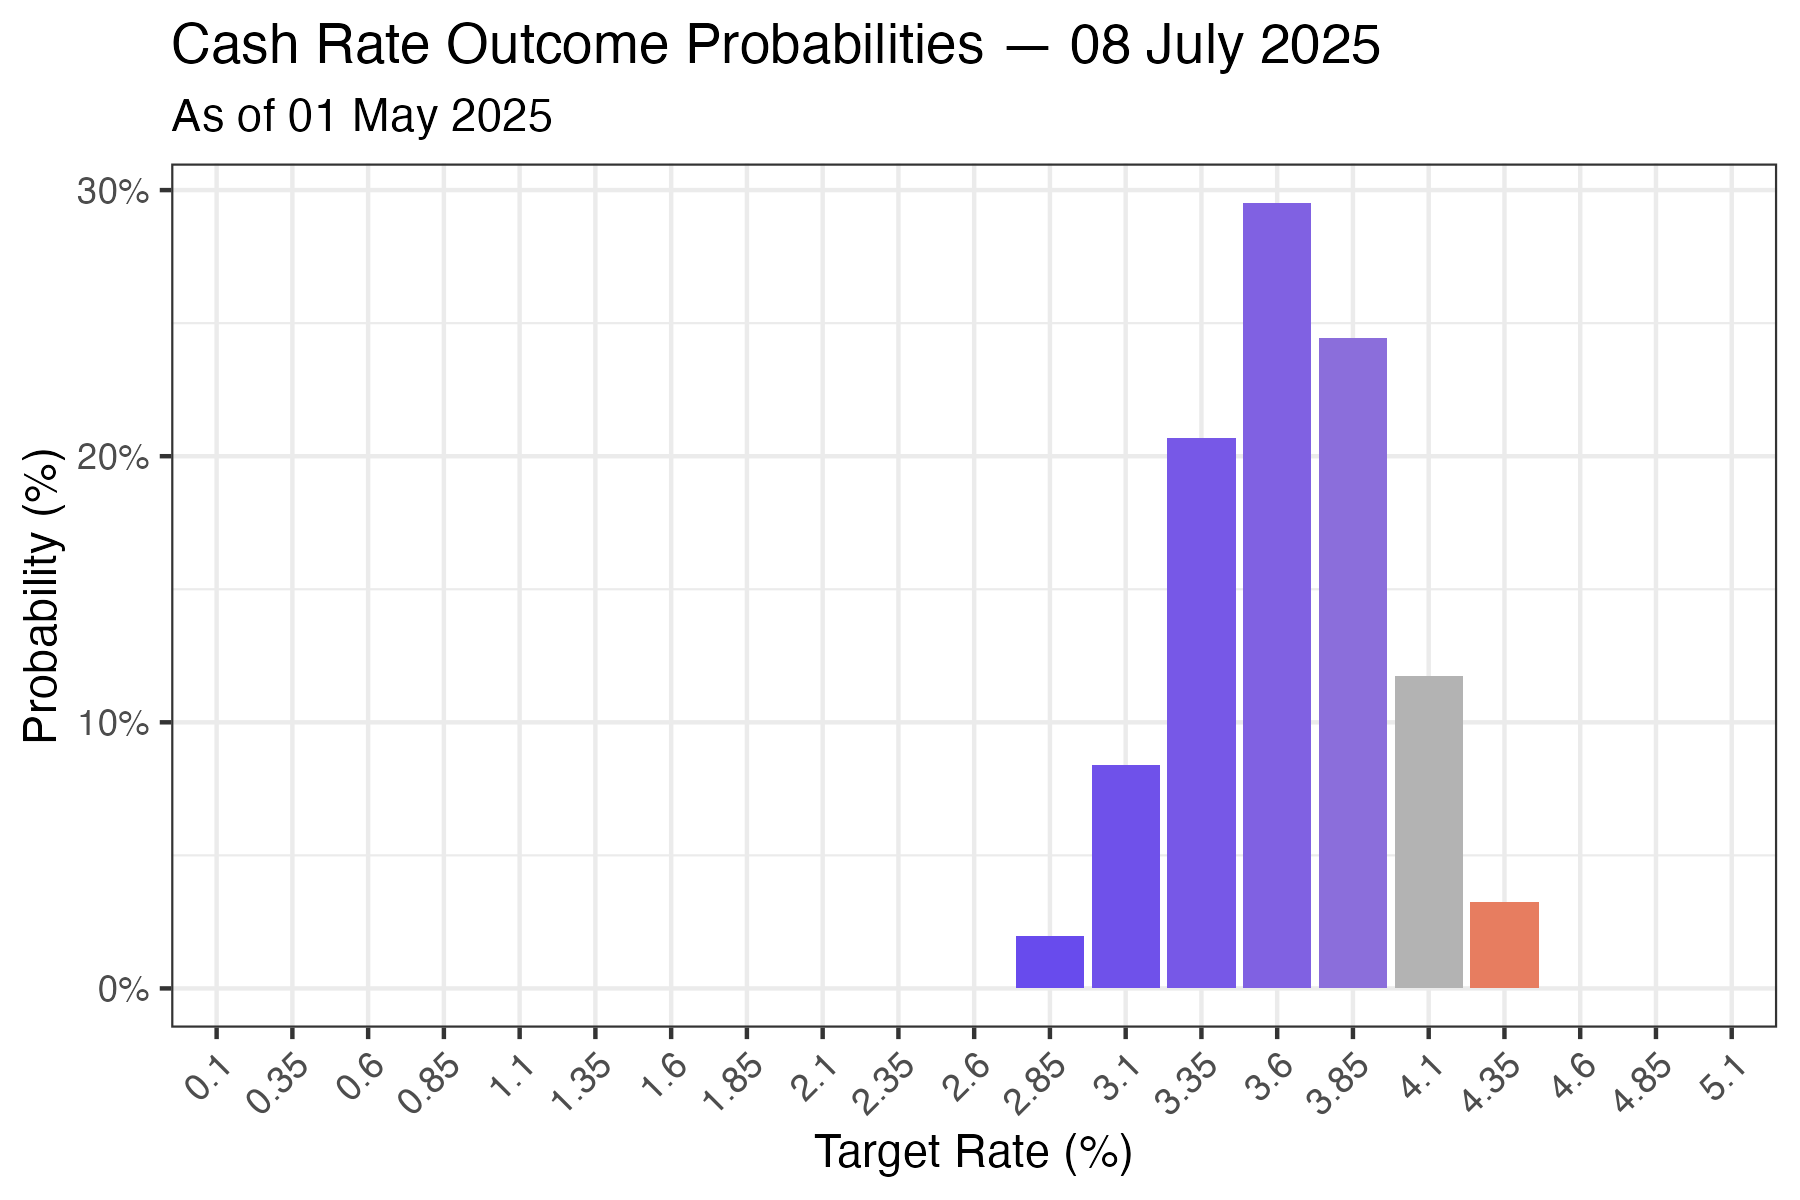 Cash Rate Outcome Probabilities — 08 July 2025
As of 01 May 2025
Probability (%)
30%
20%
10%
0%
0.1 0.35 0.6 0.85 1.1 1.35 1.6 1.85 2.1 2.35 2.6 2.85 3.1 3.35 3.6 3.85 4.1 4.35 4.6 4.85 5.1
Target Rate (%)